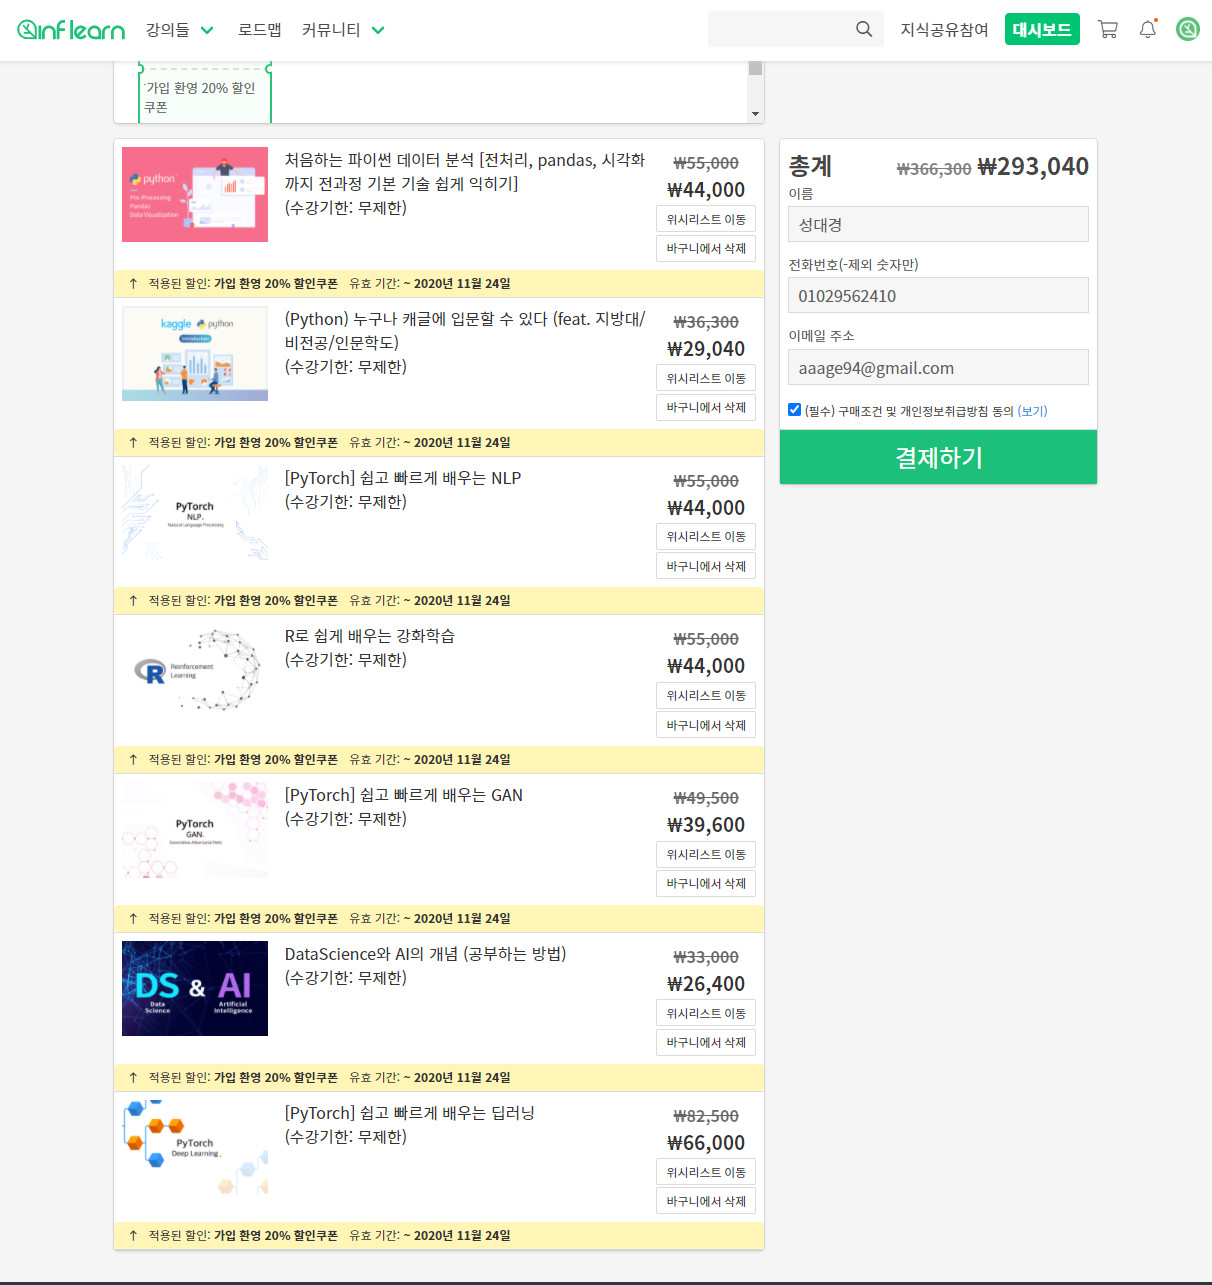 inflearn 강의들 로드맵 커뮤니티 지식공유참여 대시보드
가입 환영 20% 할인
쿠폰
python
Pre-Processing
Pandas
Data Visualization
처음하는 파이썬 데이터 분석 [전처리, pandas, 시각화
까지 전과정 기본 기술 쉽게 익히기]
(수강기한: 무제한)
₩55,000
₩44,000
위시리스트 이동
바구니에서 삭제
↑ 적용된 할인: 가입 환영 20% 할인쿠폰 유효 기간: ~ 2020년 11월 24일
kaggle python
Introduction
(Python) 누구나 캐글에 입문할 수 있다 (feat. 지방대/
비전공/인문학도)
(수강기한: 무제한)
₩36,300
₩29,040
위시리스트 이동
바구니에서 삭제
↑ 적용된 할인: 가입 환영 20% 할인쿠폰 유효 기간: ~ 2020년 11월 24일
PyTorch
NLP.
Natural Language Processing
[PyTorch] 쉽고 빠르게 배우는 NLP
(수강기한: 무제한)
₩55,000
₩44,000
위시리스트 이동
바구니에서 삭제
↑ 적용된 할인: 가입 환영 20% 할인쿠폰 유효 기간: ~ 2020년 11월 24일
R
Reinforcement
Learning
R로 쉽게 배우는 강화학습
(수강기한: 무제한)
₩55,000
₩44,000
위시리스트 이동
바구니에서 삭제
↑ 적용된 할인: 가입 환영 20% 할인쿠폰 유효 기간: ~ 2020년 11월 24일
PyTorch
GAN.
Generative Adversarial
[PyTorch] 쉽고 빠르게 배우는 GAN
(수강기한: 무제한)
₩49,500
₩39,600
위시리스트 이동
바구니에서 삭제
↑ 적용된 할인: 가입 환영 20% 할인쿠폰 유효 기간: ~ 2020년 11월 24일
DS & AI
Data Artificial
Science Intelligence
DataScience와 AI의 개념 (공부하는 방법)
(수강기한: 무제한)
₩33,000
₩26,400
위시리스트 이동
바구니에서 삭제
↑ 적용된 할인: 가입 환영 20% 할인쿠폰 유효 기간: ~ 2020년 11월 24일
PyTorch
Deep Learning.
[PyTorch] 쉽고 빠르게 배우는 딥러닝
(수강기한: 무제한)
₩82,500
₩66,000
위시리스트 이동
바구니에서 삭제
↑ 적용된 할인: 가입 환영 20% 할인쿠폰 유효 기간: ~ 2020년 11월 24일
총계 ₩366,300 ₩293,040
이름
성대경
전화번호(-제외 숫자만)
01029562410
이메일 주소
aaage94@gmail.com
(필수) 구매조건 및 개인정보취급방침 동의 (보기)
결제하기